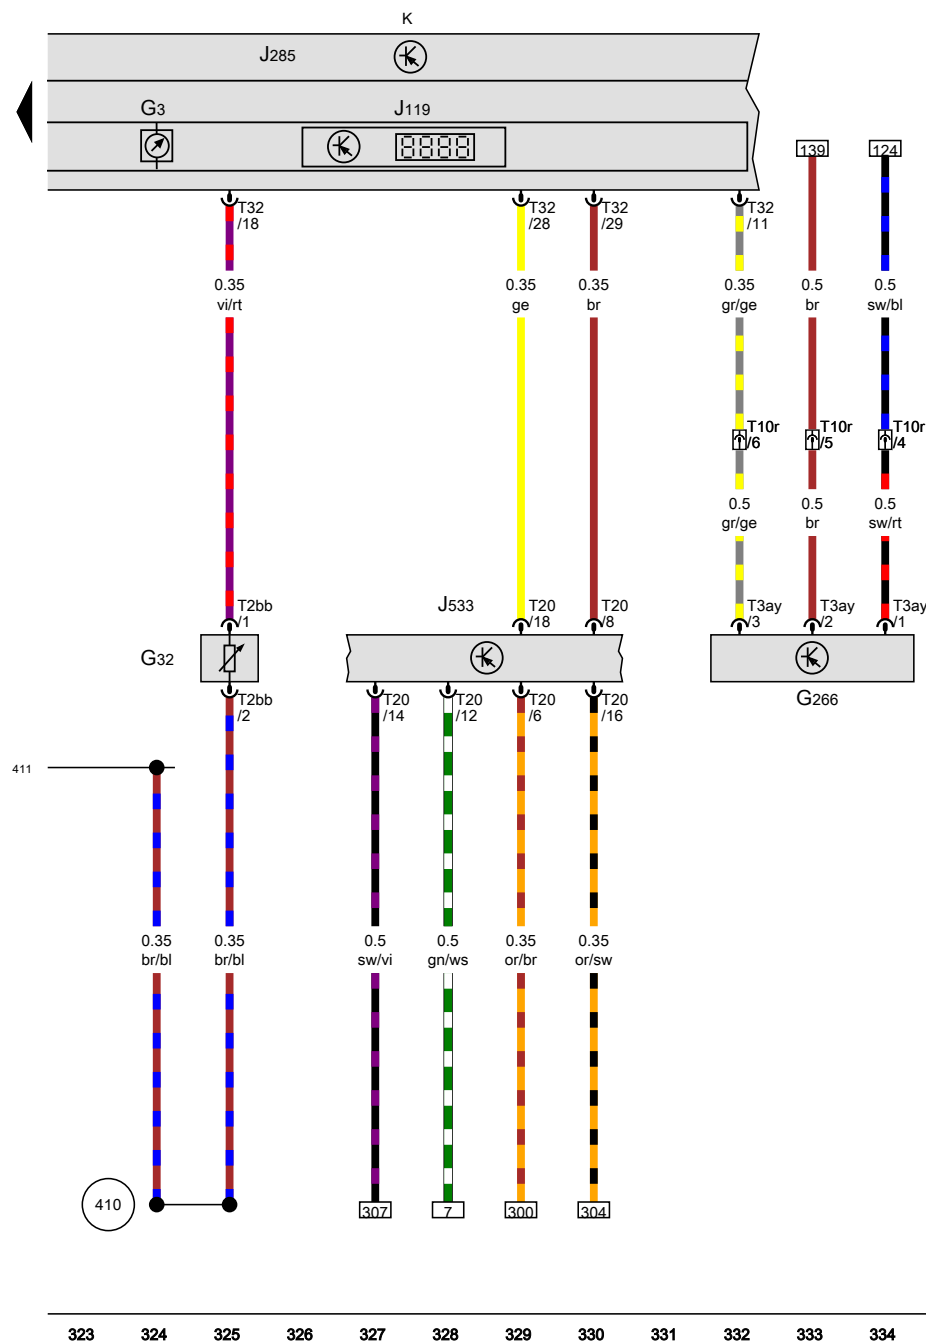 K
J285
G3
J119
139
124
T32
/18
T32
/28
T32
/29
T32
/11
0.35
vi/rt
0.35
ge
0.35
br
0.35
gr/ge
0.5
br
0.5
sw/bl
T10r
/6
T10r
/5
T10r
/4
0.5
gr/ge
0.5
br
0.5
sw/rt
T2bb
/1
J533
T20
/18
T20
/8
T3ay
/3
T3ay
/2
T3ay
/1
G32
G266
T2bb
/2
T20
/14
T20
/12
T20
/6
T20
/16
411
0.35
br/bl
0.35
br/bl
0.5
sw/vi
0.5
gn/ws
0.35
or/br
0.35
or/sw
410
307
7
300
304
323 324 325 326 327 328 329 330 331 332 333 334